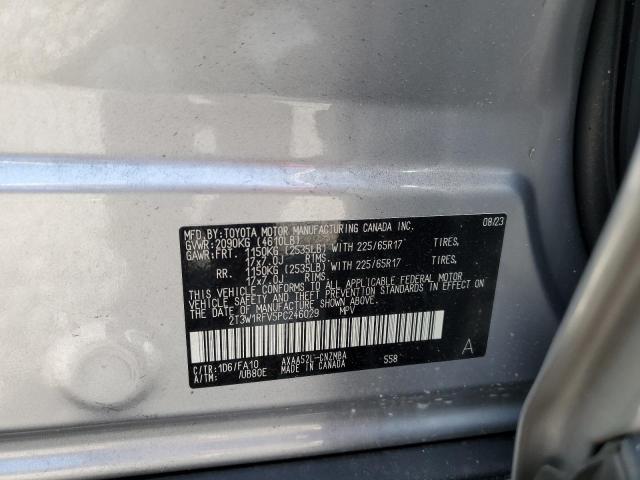 MFD.BY:TOYOTA MOTOR MANUFACTURING CANADA INC. 08/23
GVWR:2090KG (4610LB)
GAWR:FRT. 1150KG (2535LB) WITH 225/65R17 TIRES,
17x7.0J RIMS,
RR. 1150KG (2535LB) WITH 225/65R17 TIRES,
17x7.0J RIMS.
THIS VEHICLE CONFORMS TO ALL APPLICABLE FEDERAL MOTOR
VEHICLE SAFETY AND THEFT PREVENTION STANDARDS IN
EFFECT ON THE DATE OF MANUFACTURE SHOWN ABOVE.
2T3W1RFV5PC246029 MPV
C/TR:1D6/FA10 AXAA52L-CNZMBA 558 A
A/TM: /UB80E MADE IN CANADA